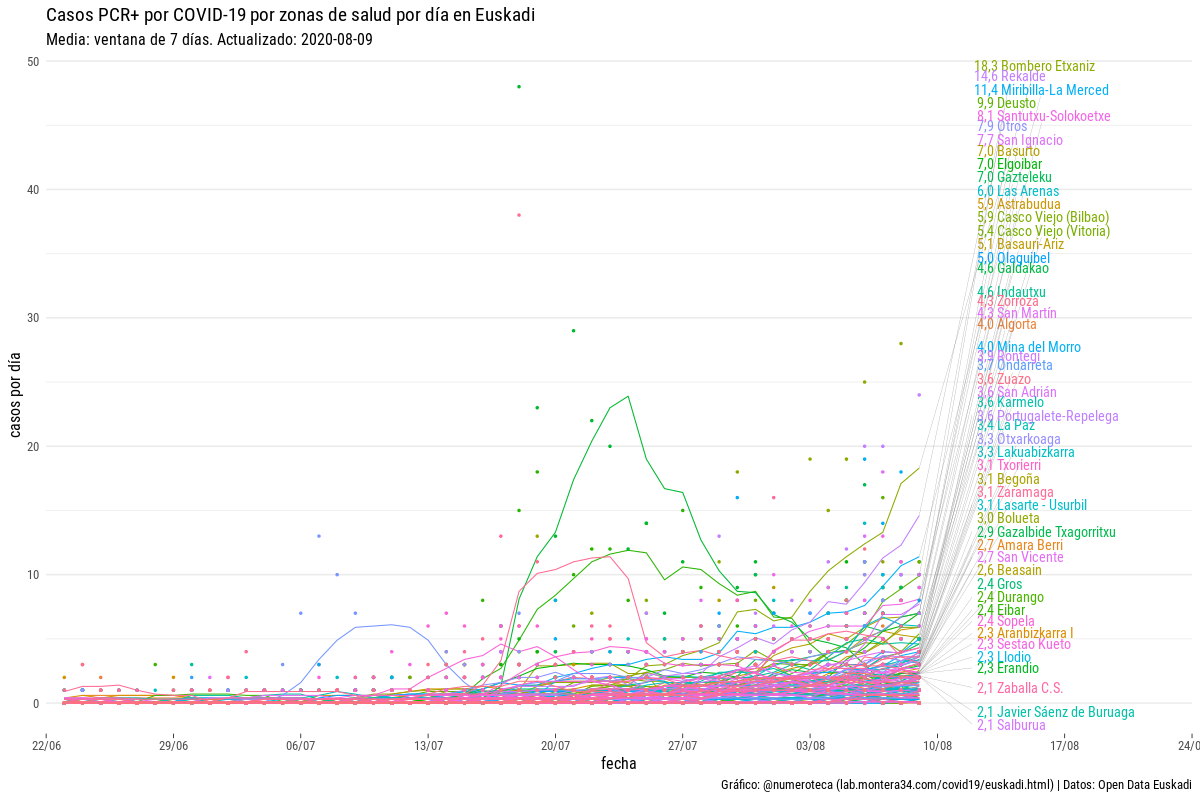 Casos PCR+ por COVID-19 por zonas de salud por día en Euskadi
Media: ventana de 7 días. Actualizado: 2020-08-09
casos por día
50
40
30
20
10
0
18,3 Bombero Etxaniz
14,6 Rekalde
11,4 Miribilla-La Merced
9,9 Deusto
8,1 Santutxu-Solokoetxe
7,9 Otros
7,7 San Ignacio
7,0 Basurto
7,0 Elgoibar
7,0 Gazteleku
6,0 Las Arenas
5,9 Astrabudua
5,9 Casco Viejo (Bilbao)
5,4 Casco Viejo (Vitoria)
5,1 Basauri-Ariz
5,0 Olaguibel
4,6 Galdakao
4,6 Indautxu
4,3 Zorroza
4,3 San Martín
4,0 Algorta
4,0 Mina del Morro
3,9 Rontegi
3,7 Ondarreta
3,6 Zuazo
3,6 San Adrián
3,6 Karmelo
3,6 Portugalete-Repelega
3,4 La Paz
3,3 Otxarkoaga
3,3 Lakuabizkarra
3,1 Txorierri
3,1 Begoña
3,1 Zaramaga
3,1 Lasarte - Usurbil
3,0 Bolueta
2,9 Gazalbide Txagorritxu
2,7 Amara Berri
2,7 San Vicente
2,6 Beasain
2,4 Gros
2,4 Durango
2,4 Eibar
2,4 Sopela
2,3 Aranbizkarra I
2,3 Sestao Kueto
2,3 Llodio
2,3 Erandio
2,1 Zaballa C.S.
2,1 Javier Sáenz de Buruaga
2,1 Salburua
22/06
29/06
06/07
13/07
20/07
27/07
03/08
10/08
17/08
24/0
fecha
Gráfico: @numeroteca (lab.montera34.com/covid19/euskadi.html) | Datos: Open Data Euskadi